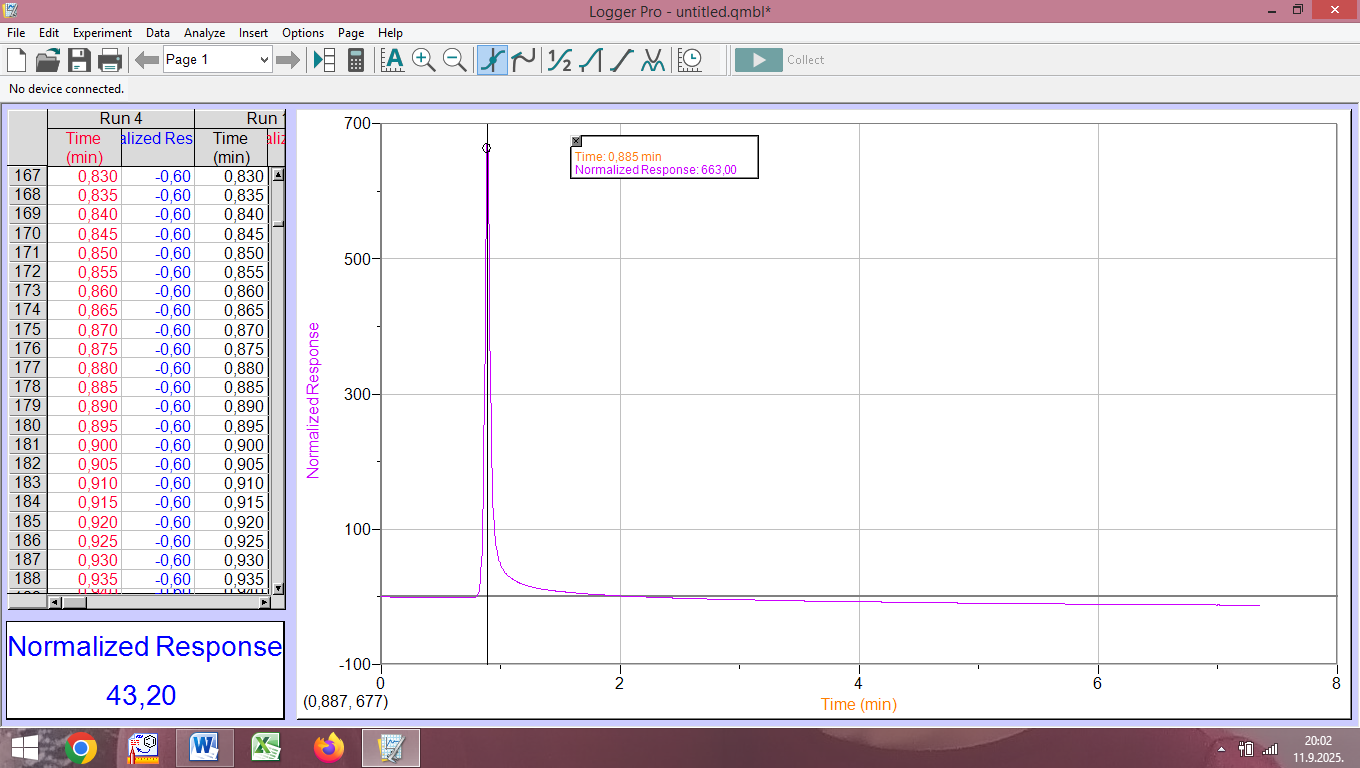 Logger Pro - untitled.qmbl*
File Edit Experiment Data Analyze Insert Options Page Help
Page 1
Collect
No device connected.
Run 4
Time (min)
alized Res
Time (min)
167 0,830 -0,60 0,830
168 0,835 -0,60 0,835
169 0,840 -0,60 0,840
170 0,845 -0,60 0,845
171 0,850 -0,60 0,850
172 0,855 -0,60 0,855
173 0,860 -0,60 0,860
174 0,865 -0,60 0,865
175 0,870 -0,60 0,870
176 0,875 -0,60 0,875
177 0,880 -0,60 0,880
178 0,885 -0,60 0,885
179 0,890 -0,60 0,890
180 0,895 -0,60 0,895
181 0,900 -0,60 0,900
182 0,905 -0,60 0,905
183 0,910 -0,60 0,910
184 0,915 -0,60 0,915
185 0,920 -0,60 0,920
186 0,925 -0,60 0,925
187 0,930 -0,60 0,930
188 0,935 -0,60 0,935
Normalized Response
43,20
700
500
300
100
-100
Normalized Response
Time: 0,885 min
Normalized Response: 663,00
0 2 4 6 8
(0,887, 677)
Time (min)
20:02
11.9.2025.